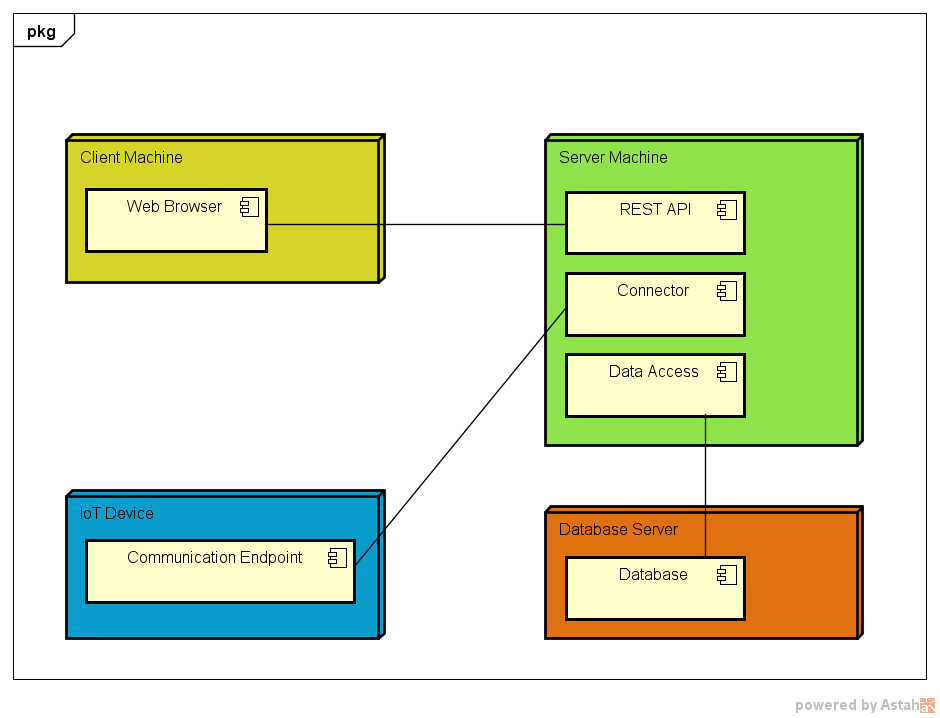 pkg
Client Machine
Web Browser
Server Machine
REST API
Connector
Data Access
IoT Device
Communication Endpoint
Database Server
Database
powered by Astah